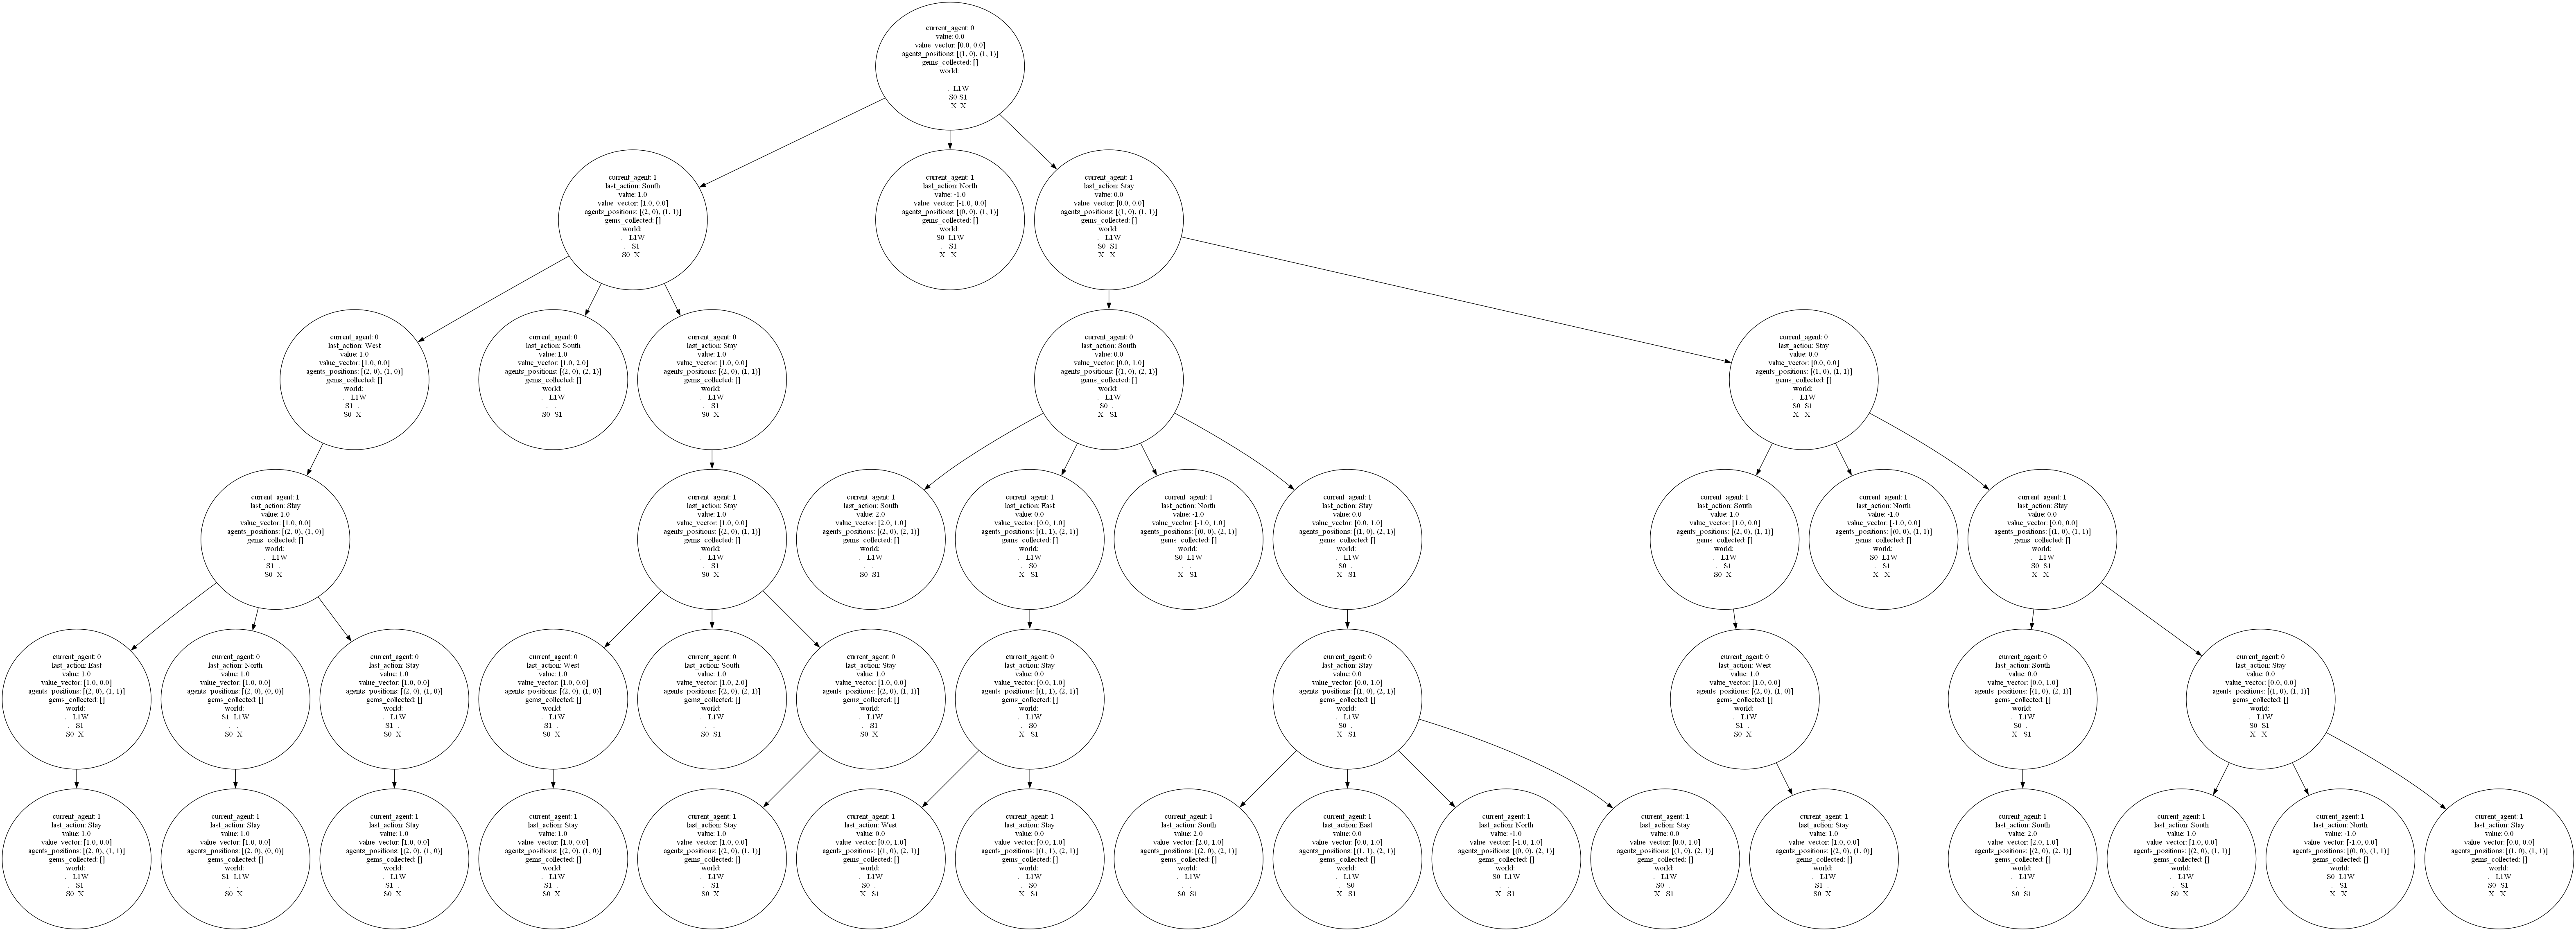 current_agent: 0
value: 0.0
value_vector: [0.0, 0.0]
agents_positions: [(1, 0), (1, 1)]
gems_collected: []
world:
. L1W
S0 S1
X X
current_agent: 1
last_action: South
value: 1.0
value_vector: [1.0, 0.0]
agents_positions: [(2, 0), (1, 1)]
gems_collected: []
world:
. L1W
. S1
S0 X
current_agent: 1
last_action: North
value: -1.0
value_vector: [-1.0, 0.0]
agents_positions: [(0, 0), (1, 1)]
gems_collected: []
world:
S0 L1W
. S1
X X
current_agent: 1
last_action: Stay
value: 0.0
value_vector: [0.0, 0.0]
agents_positions: [(1, 0), (1, 1)]
gems_collected: []
world:
. L1W
S0 S1
X X
current_agent: 0
last_action: West
value: 1.0
value_vector: [1.0, 0.0]
agents_positions: [(2, 0), (1, 0)]
gems_collected: []
world:
. L1W
S1 .
S0 X
current_agent: 0
last_action: South
value: 1.0
value_vector: [1.0, 2.0]
agents_positions: [(2, 0), (2, 1)]
gems_collected: []
world:
. L1W
. .
S0 S1
current_agent: 0
last_action: Stay
value: 1.0
value_vector: [1.0, 0.0]
agents_positions: [(2, 0), (1, 1)]
gems_collected: []
world:
. L1W
. S1
S0 X
current_agent: 0
last_action: South
value: 0.0
value_vector: [0.0, 1.0]
agents_positions: [(1, 0), (2, 1)]
gems_collected: []
world:
. L1W
S0 .
X S1
current_agent: 0
last_action: Stay
value: 0.0
value_vector: [0.0, 0.0]
agents_positions: [(1, 0), (1, 1)]
gems_collected: []
world:
. L1W
S0 S1
X X
current_agent: 1
last_action: Stay
value: 1.0
value_vector: [1.0, 0.0]
agents_positions: [(2, 0), (1, 0)]
gems_collected: []
world:
. L1W
S1 .
S0 X
current_agent: 1
last_action: Stay
value: 1.0
value_vector: [1.0, 0.0]
agents_positions: [(2, 0), (1, 1)]
gems_collected: []
world:
. L1W
. S1
S0 X
current_agent: 1
last_action: South
value: 2.0
value_vector: [2.0, 1.0]
agents_positions: [(2, 0), (2, 1)]
gems_collected: []
world:
. L1W
. .
S0 S1
current_agent: 1
last_action: East
value: 0.0
value_vector: [0.0, 1.0]
agents_positions: [(1, 1), (2, 1)]
gems_collected: []
world:
. L1W
. S0
X S1
current_agent: 1
last_action: North
value: -1.0
value_vector: [-1.0, 1.0]
agents_positions: [(0, 0), (2, 1)]
gems_collected: []
world:
S0 L1W
. .
X S1
current_agent: 1
last_action: Stay
value: 0.0
value_vector: [0.0, 1.0]
agents_positions: [(1, 0), (2, 1)]
gems_collected: []
world:
. L1W
S0 .
X S1
current_agent: 1
last_action: South
value: 1.0
value_vector: [1.0, 0.0]
agents_positions: [(2, 0), (1, 1)]
gems_collected: []
world:
. L1W
. S1
S0 X
current_agent: 1
last_action: North
value: -1.0
value_vector: [-1.0, 0.0]
agents_positions: [(0, 0), (1, 1)]
gems_collected: []
world:
S0 L1W
. S1
X X
current_agent: 1
last_action: Stay
value: 0.0
value_vector: [0.0, 0.0]
agents_positions: [(1, 0), (1, 1)]
gems_collected: []
world:
. L1W
S0 S1
X X
current_agent: 0
last_action: East
value: 1.0
value_vector: [1.0, 0.0]
agents_positions: [(2, 0), (1, 1)]
gems_collected: []
world:
. L1W
. S1
S0 X
current_agent: 0
last_action: North
value: 1.0
value_vector: [1.0, 0.0]
agents_positions: [(2, 0), (0, 0)]
gems_collected: []
world:
S1 L1W
. .
S0 X
current_agent: 0
last_action: Stay
value: 1.0
value_vector: [1.0, 0.0]
agents_positions: [(2, 0), (1, 0)]
gems_collected: []
world:
. L1W
S1 .
S0 X
current_agent: 0
last_action: West
value: 1.0
value_vector: [1.0, 0.0]
agents_positions: [(2, 0), (1, 0)]
gems_collected: []
world:
. L1W
S1 .
S0 X
current_agent: 0
last_action: South
value: 1.0
value_vector: [1.0, 2.0]
agents_positions: [(2, 0), (2, 1)]
gems_collected: []
world:
. L1W
. .
S0 S1
current_agent: 0
last_action: Stay
value: 1.0
value_vector: [1.0, 0.0]
agents_positions: [(2, 0), (1, 1)]
gems_collected: []
world:
. L1W
. S1
S0 X
current_agent: 0
last_action: Stay
value: 0.0
value_vector: [0.0, 1.0]
agents_positions: [(1, 1), (2, 1)]
gems_collected: []
world:
. L1W
. S0
X S1
current_agent: 0
last_action: Stay
value: 0.0
value_vector: [0.0, 1.0]
agents_positions: [(1, 0), (2, 1)]
gems_collected: []
world:
. L1W
S0 .
X S1
current_agent: 0
last_action: West
value: 1.0
value_vector: [1.0, 0.0]
agents_positions: [(2, 0), (1, 0)]
gems_collected: []
world:
. L1W
S1 .
S0 X
current_agent: 0
last_action: South
value: 0.0
value_vector: [0.0, 1.0]
agents_positions: [(1, 0), (2, 1)]
gems_collected: []
world:
. L1W
S0 .
X S1
current_agent: 0
last_action: Stay
value: 0.0
value_vector: [0.0, 0.0]
agents_positions: [(1, 0), (1, 1)]
gems_collected: []
world:
. L1W
S0 S1
X X
current_agent: 1
last_action: Stay
value: 1.0
value_vector: [1.0, 0.0]
agents_positions: [(2, 0), (1, 1)]
gems_collected: []
world:
. L1W
. S1
S0 X
current_agent: 1
last_action: Stay
value: 1.0
value_vector: [1.0, 0.0]
agents_positions: [(2, 0), (0, 0)]
gems_collected: []
world:
S1 L1W
. .
S0 X
current_agent: 1
last_action: Stay
value: 1.0
value_vector: [1.0, 0.0]
agents_positions: [(2, 0), (1, 0)]
gems_collected: []
world:
. L1W
S1 .
S0 X
current_agent: 1
last_action: Stay
value: 1.0
value_vector: [1.0, 0.0]
agents_positions: [(2, 0), (1, 0)]
gems_collected: []
world:
. L1W
S1 .
S0 X
current_agent: 1
last_action: Stay
value: 1.0
value_vector: [1.0, 0.0]
agents_positions: [(2, 0), (1, 1)]
gems_collected: []
world:
. L1W
. S1
S0 X
current_agent: 1
last_action: West
value: 0.0
value_vector: [0.0, 1.0]
agents_positions: [(1, 0), (2, 1)]
gems_collected: []
world:
. L1W
S0 .
X S1
current_agent: 1
last_action: Stay
value: 0.0
value_vector: [0.0, 1.0]
agents_positions: [(1, 1), (2, 1)]
gems_collected: []
world:
. L1W
. S0
X S1
current_agent: 1
last_action: South
value: 2.0
value_vector: [2.0, 1.0]
agents_positions: [(2, 0), (2, 1)]
gems_collected: []
world:
. L1W
. .
S0 S1
current_agent: 1
last_action: East
value: 0.0
value_vector: [0.0, 1.0]
agents_positions: [(1, 1), (2, 1)]
gems_collected: []
world:
. L1W
. S0
X S1
current_agent: 1
last_action: North
value: -1.0
value_vector: [-1.0, 1.0]
agents_positions: [(0, 0), (2, 1)]
gems_collected: []
world:
S0 L1W
. .
X S1
current_agent: 1
last_action: Stay
value: 0.0
value_vector: [0.0, 1.0]
agents_positions: [(1, 0), (2, 1)]
gems_collected: []
world:
. L1W
S0 .
X S1
current_agent: 1
last_action: Stay
value: 1.0
value_vector: [1.0, 0.0]
agents_positions: [(2, 0), (1, 0)]
gems_collected: []
world:
. L1W
S1 .
S0 X
current_agent: 1
last_action: South
value: 2.0
value_vector: [2.0, 1.0]
agents_positions: [(2, 0), (2, 1)]
gems_collected: []
world:
. L1W
. .
S0 S1
current_agent: 1
last_action: South
value: 1.0
value_vector: [1.0, 0.0]
agents_positions: [(2, 0), (1, 1)]
gems_collected: []
world:
. L1W
. S1
S0 X
current_agent: 1
last_action: North
value: -1.0
value_vector: [-1.0, 0.0]
agents_positions: [(0, 0), (1, 1)]
gems_collected: []
world:
S0 L1W
. S1
X X
current_agent: 1
last_action: Stay
value: 0.0
value_vector: [0.0, 0.0]
agents_positions: [(1, 0), (1, 1)]
gems_collected: []
world:
. L1W
S0 S1
X X